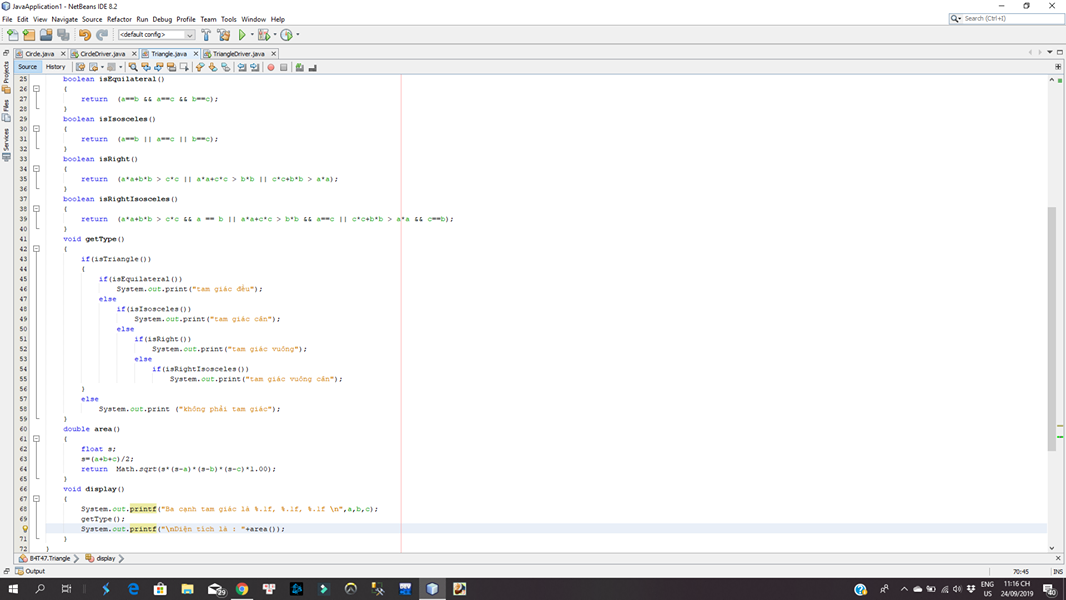 JavaApplication1 - NetBeans IDE 8.2
File Edit View Navigate Source Refactor Run Debug Profile Team Tools Window Help
Search (Ctrl+I)
<default config>
Circle.java CircleDriver.java Triangle.java TriangleDriver.java
Source History
Projects
Files
Services
25 boolean isEquilateral()
26 {
27 return (a==b && a==c && b==c);
28 }
29 boolean isIsosceles()
30 {
31 return (a==b || a==c || b==c);
32 }
33 boolean isRight()
34 {
35 return (a*a+b*b > c*c || a*a+c*c > b*b || c*c+b*b > a*a);
36 }
37 boolean isRightIsosceles()
38 {
39 return (a*a+b*b > c*c && a == b || a*a+c*c > b*b && a==c || c*c+b*b > a*a && c==b);
40 }
41 void getType()
42 {
43 if(isTriangle())
44 {
45 if(isEquilateral())
46 System.out.print("tam giác đều");
47 else
48 if(isIsosceles())
49 System.out.print("tam giác cân");
50 else
51 if(isRight())
52 System.out.print("tam giác vuông");
53 else
54 if(isRightIsosceles())
55 System.out.print("tam giác vuông cân");
56 }
57 else
58 System.out.print ("không phải tam giác");
59 }
60 double area()
61 {
62 float s;
63 s=(a+b+c)/2;
64 return Math.sqrt(s*(s-a)*(s-b)*(s-c)*1.00);
65 }
66 void display()
67 {
68 System.out.printf("Ba cạnh tam giác là %.1f, %.1f, %.1f \n",a,b,c);
69 getType();
System.out.printf("\nDiện tích là : "+area());
71 }
72 }
B4T47.Triangle display
Output
70:45 INS
29
ENG
US
11:16 CH
24/09/2019
40